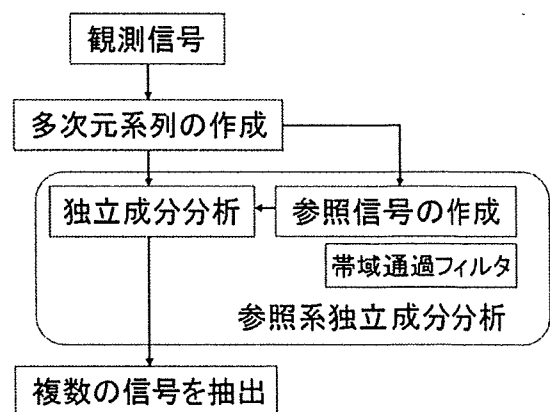 観測信号
多次元系列の作成
独立成分分析
参照信号の作成
帯域通過フィルタ
参照系独立成分分析
複数の信号を抽出